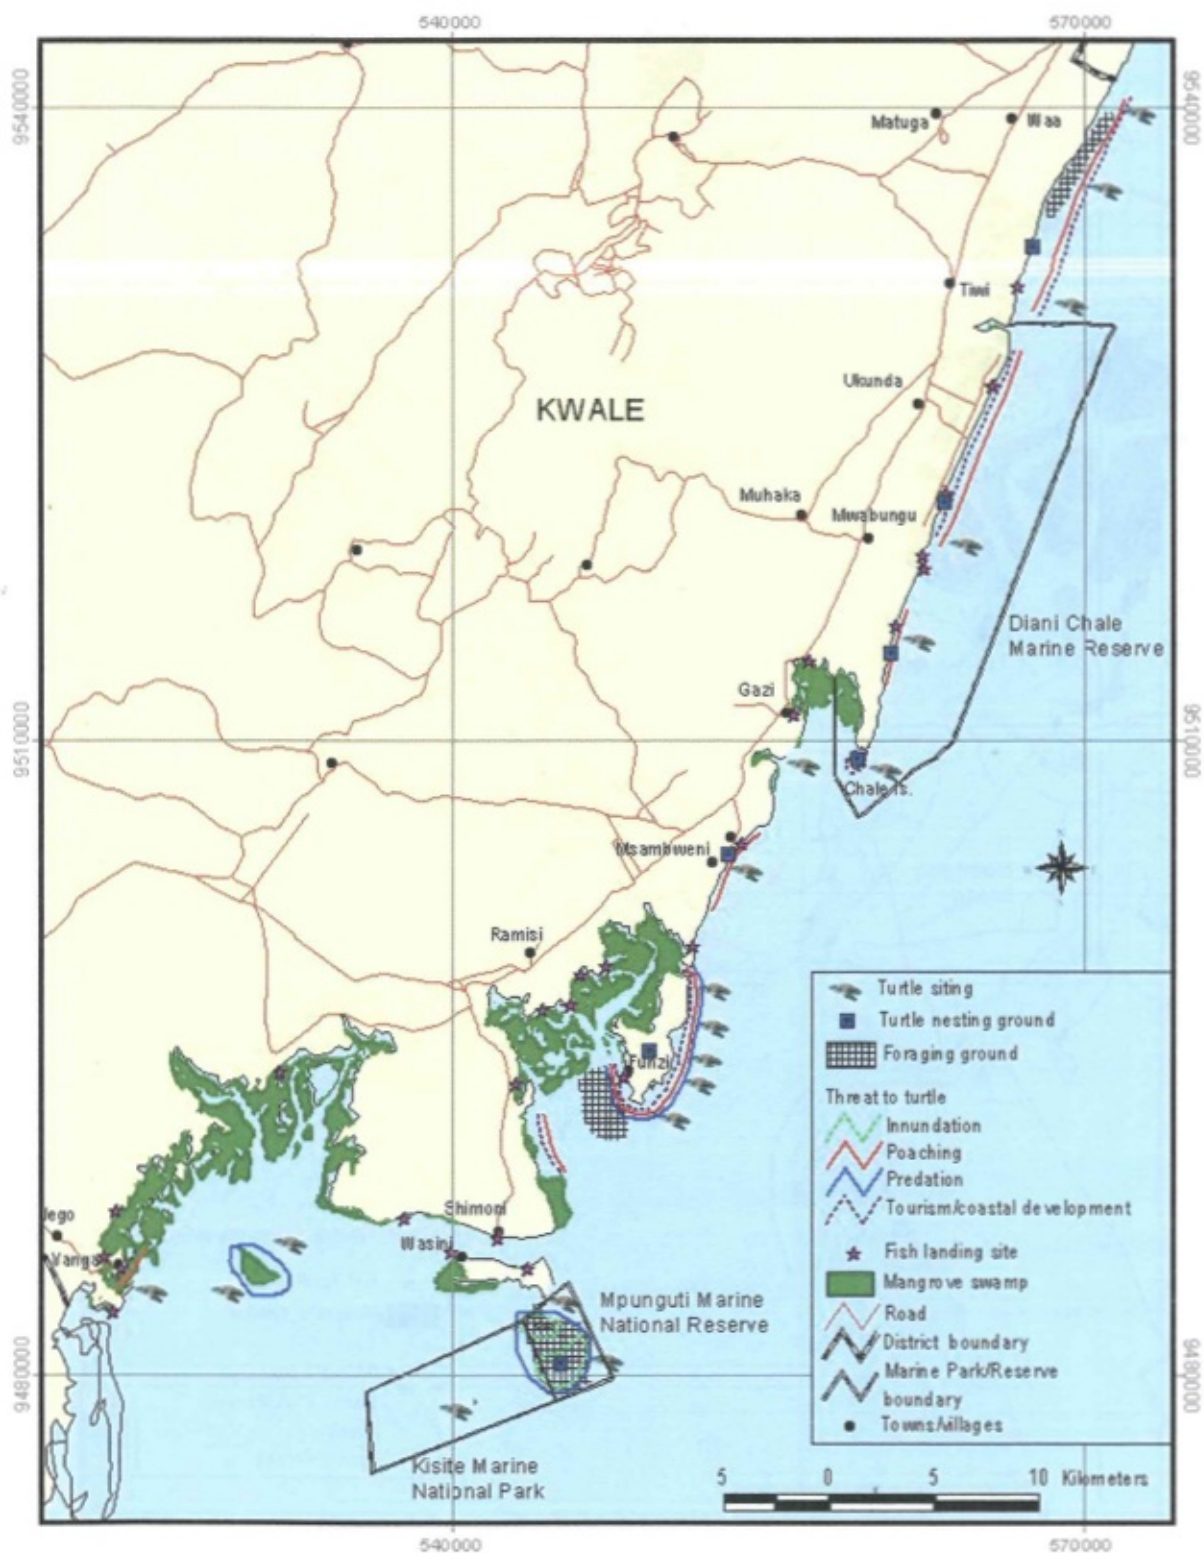 540000
570000
9540000
9540000
Matuga
Waa
Tiwi
Ukunda
KWALE
Muhaka
Mwabungu
Diani Chale
Marine Reserve
Gazi
9510000
9510000
Chale Is.
Msambweni
Ramisi
Funzi
Shimoni
Wasini
Vanga
Mpunguti Marine
National Reserve
9480000
9480000
Kisite Marine
National Park
Turtle siting
Turtle nesting ground
Foraging ground
Threat to turtle
Innundation
Poaching
Predation
Tourism/coastal development
Fish landing site
Mangrove swamp
Road
District boundary
Marine Park/Reserve
boundary
Towns/villages
5 0 5 10 Kilometers
540000
570000